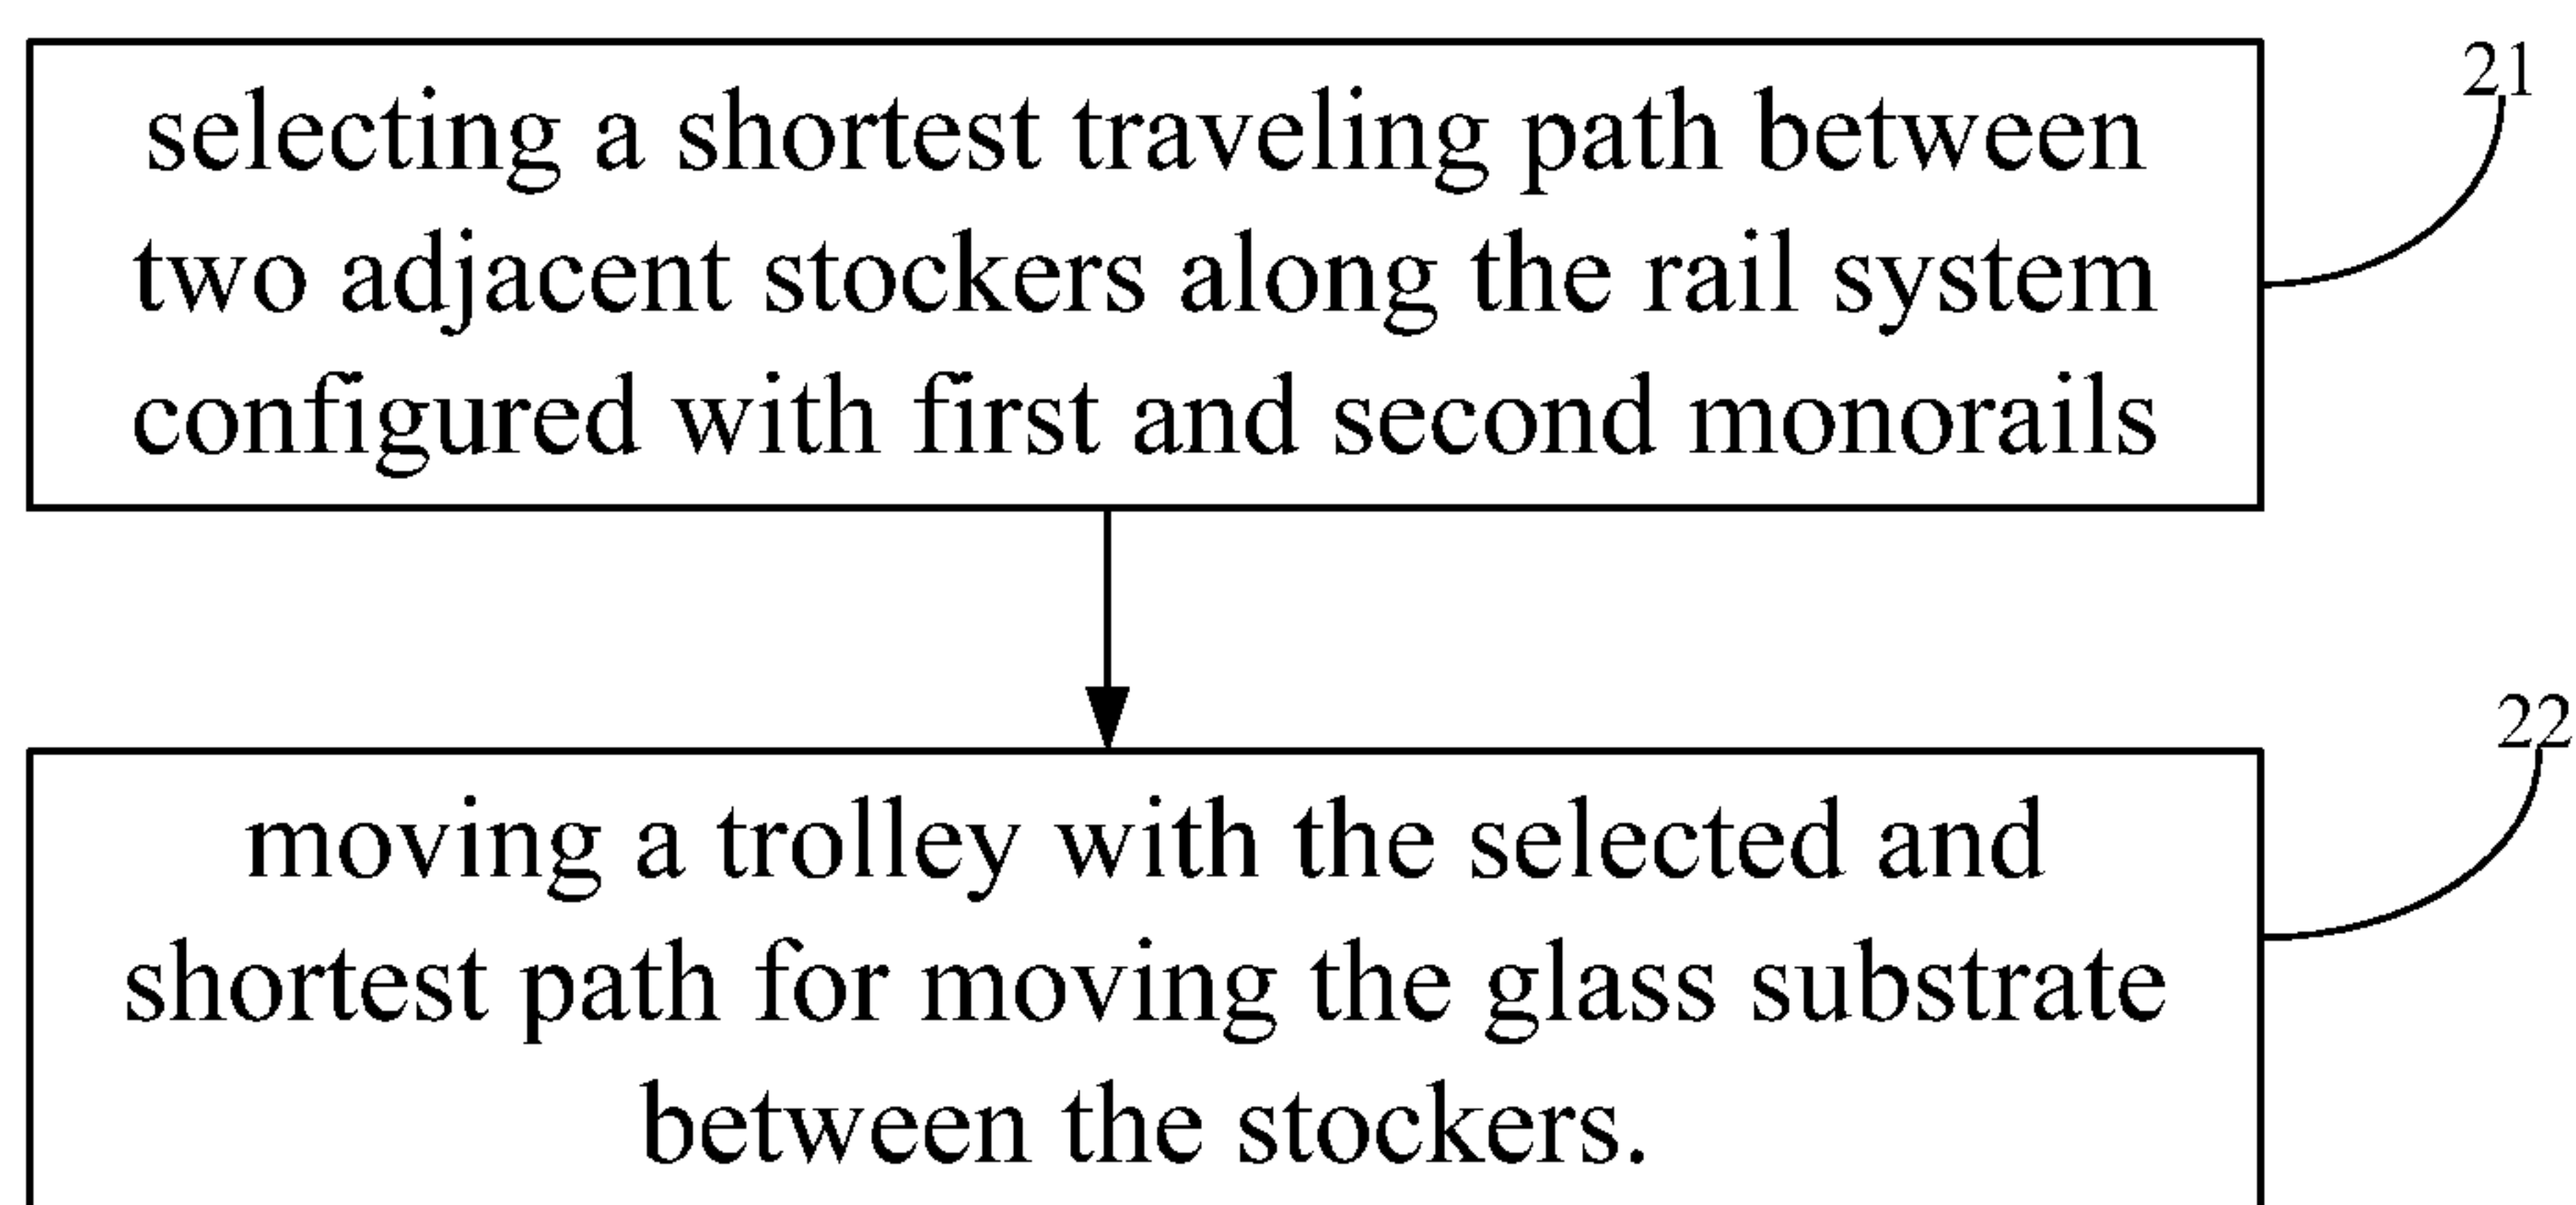 21
selecting a shortest traveling path between
two adjacent stockers along the rail system
configured with first and second monorails
22
moving a trolley with the selected and
shortest path for moving the glass substrate
between the stockers.